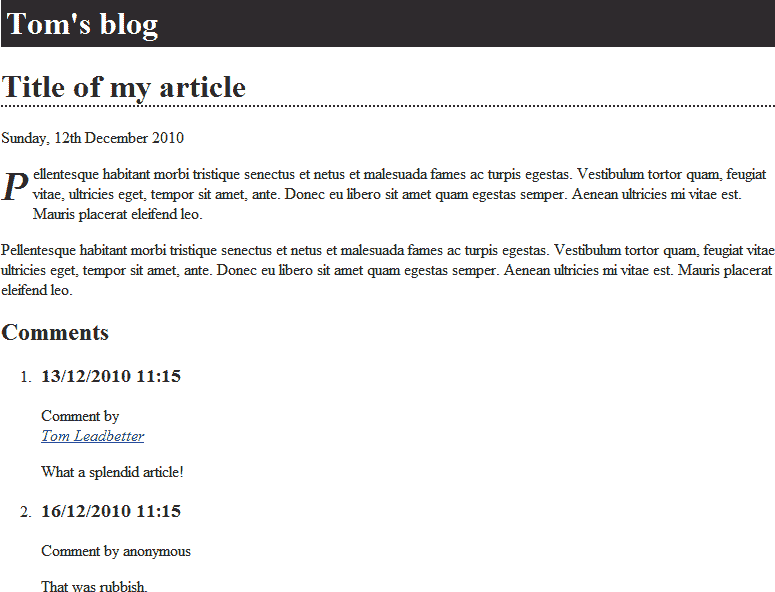 Tom's blog
Title of my article
Sunday, 12th December 2010
Pellentesque habitant morbi tristique senectus et netus et malesuada fames ac turpis egestas. Vestibulum tortor quam, feugiat
vitae, ultricies eget, tempor sit amet, ante. Donec eu libero sit amet quam egestas semper. Aenean ultricies mi vitae est.
Mauris placerat eleifend leo.
Pellentesque habitant morbi tristique senectus et netus et malesuada fames ac turpis egestas. Vestibulum tortor quam, feugiat vitae
ultricies eget, tempor sit amet, ante. Donec eu libero sit amet quam egestas semper. Aenean ultricies mi vitae est. Mauris placerat
eleifend leo.
Comments
1. 13/12/2010 11:15
Comment by
Tom Leadbetter
What a splendid article!
2. 16/12/2010 11:15
Comment by anonymous
That was rubbish.